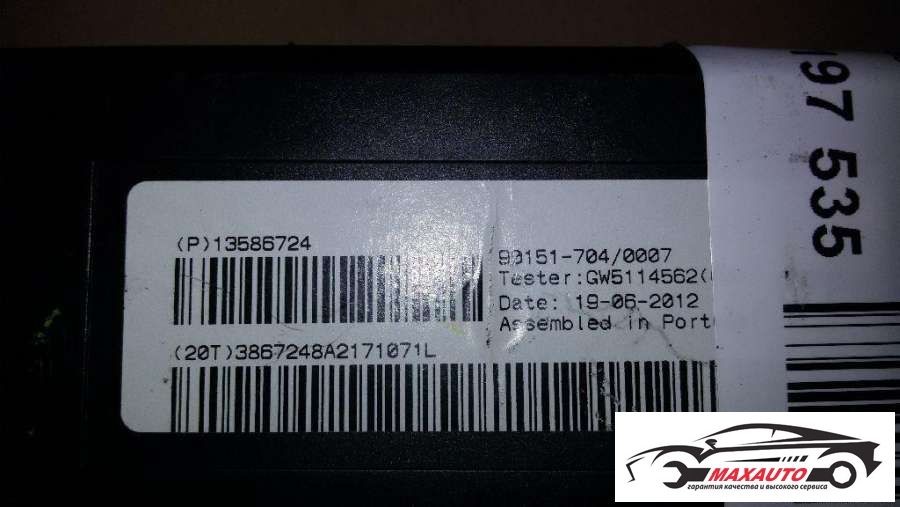 (P)13586724
90151-704/0007
Tester:GW5114562(
Date: 19-06-2012
Assembled in Port
(20T)3867248A2171071L
97 535
MAXAUTO
гарантия качества и высокого сервиса